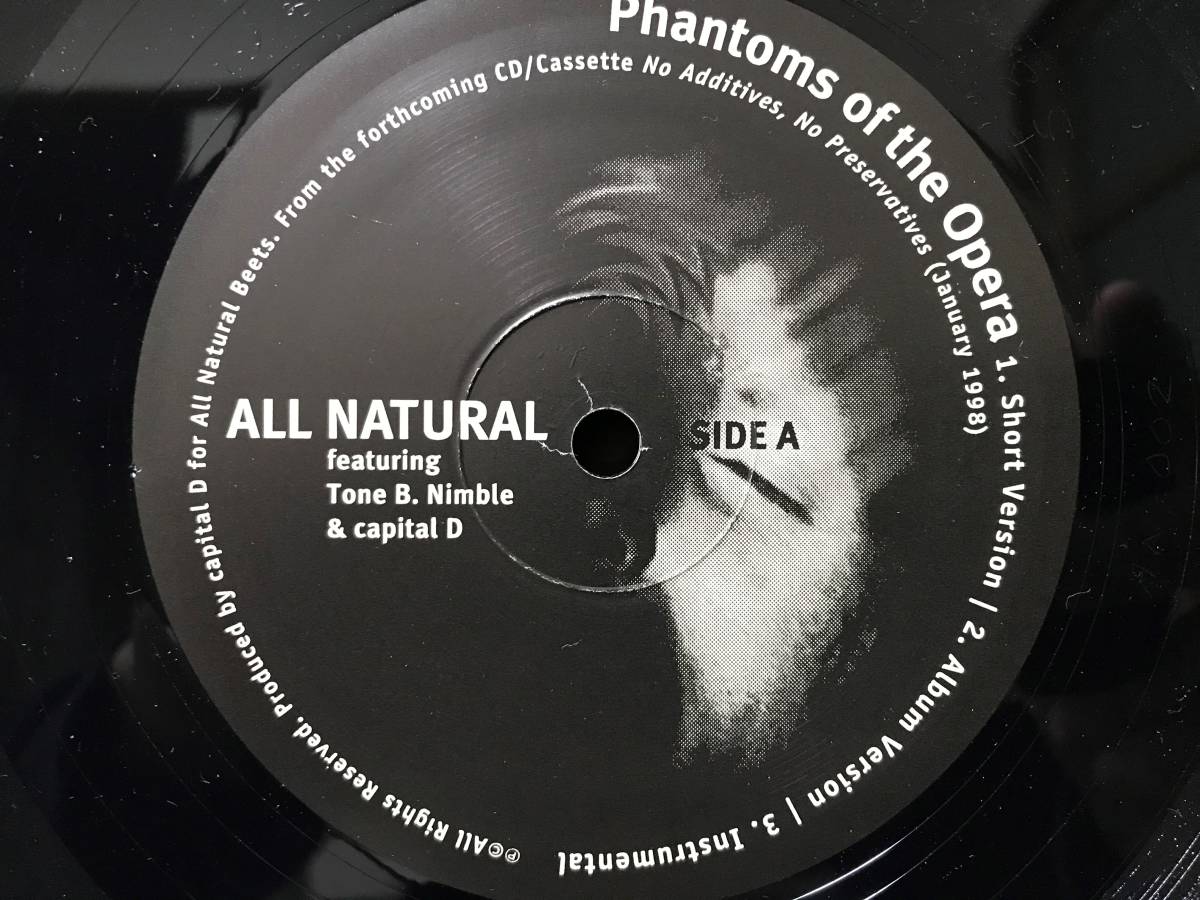 Phantoms of the Opera 1. Short Version | 2. Album Version | 3. Instrumental
℗©All Rights Reserved. Produced by capital D for All Natural Beets. From the forthcoming CD/Cassette No Additives, No Preservatives (January 1998)
ALL NATURAL
featuring
Tone B. Nimble
& capital D
SIDE A